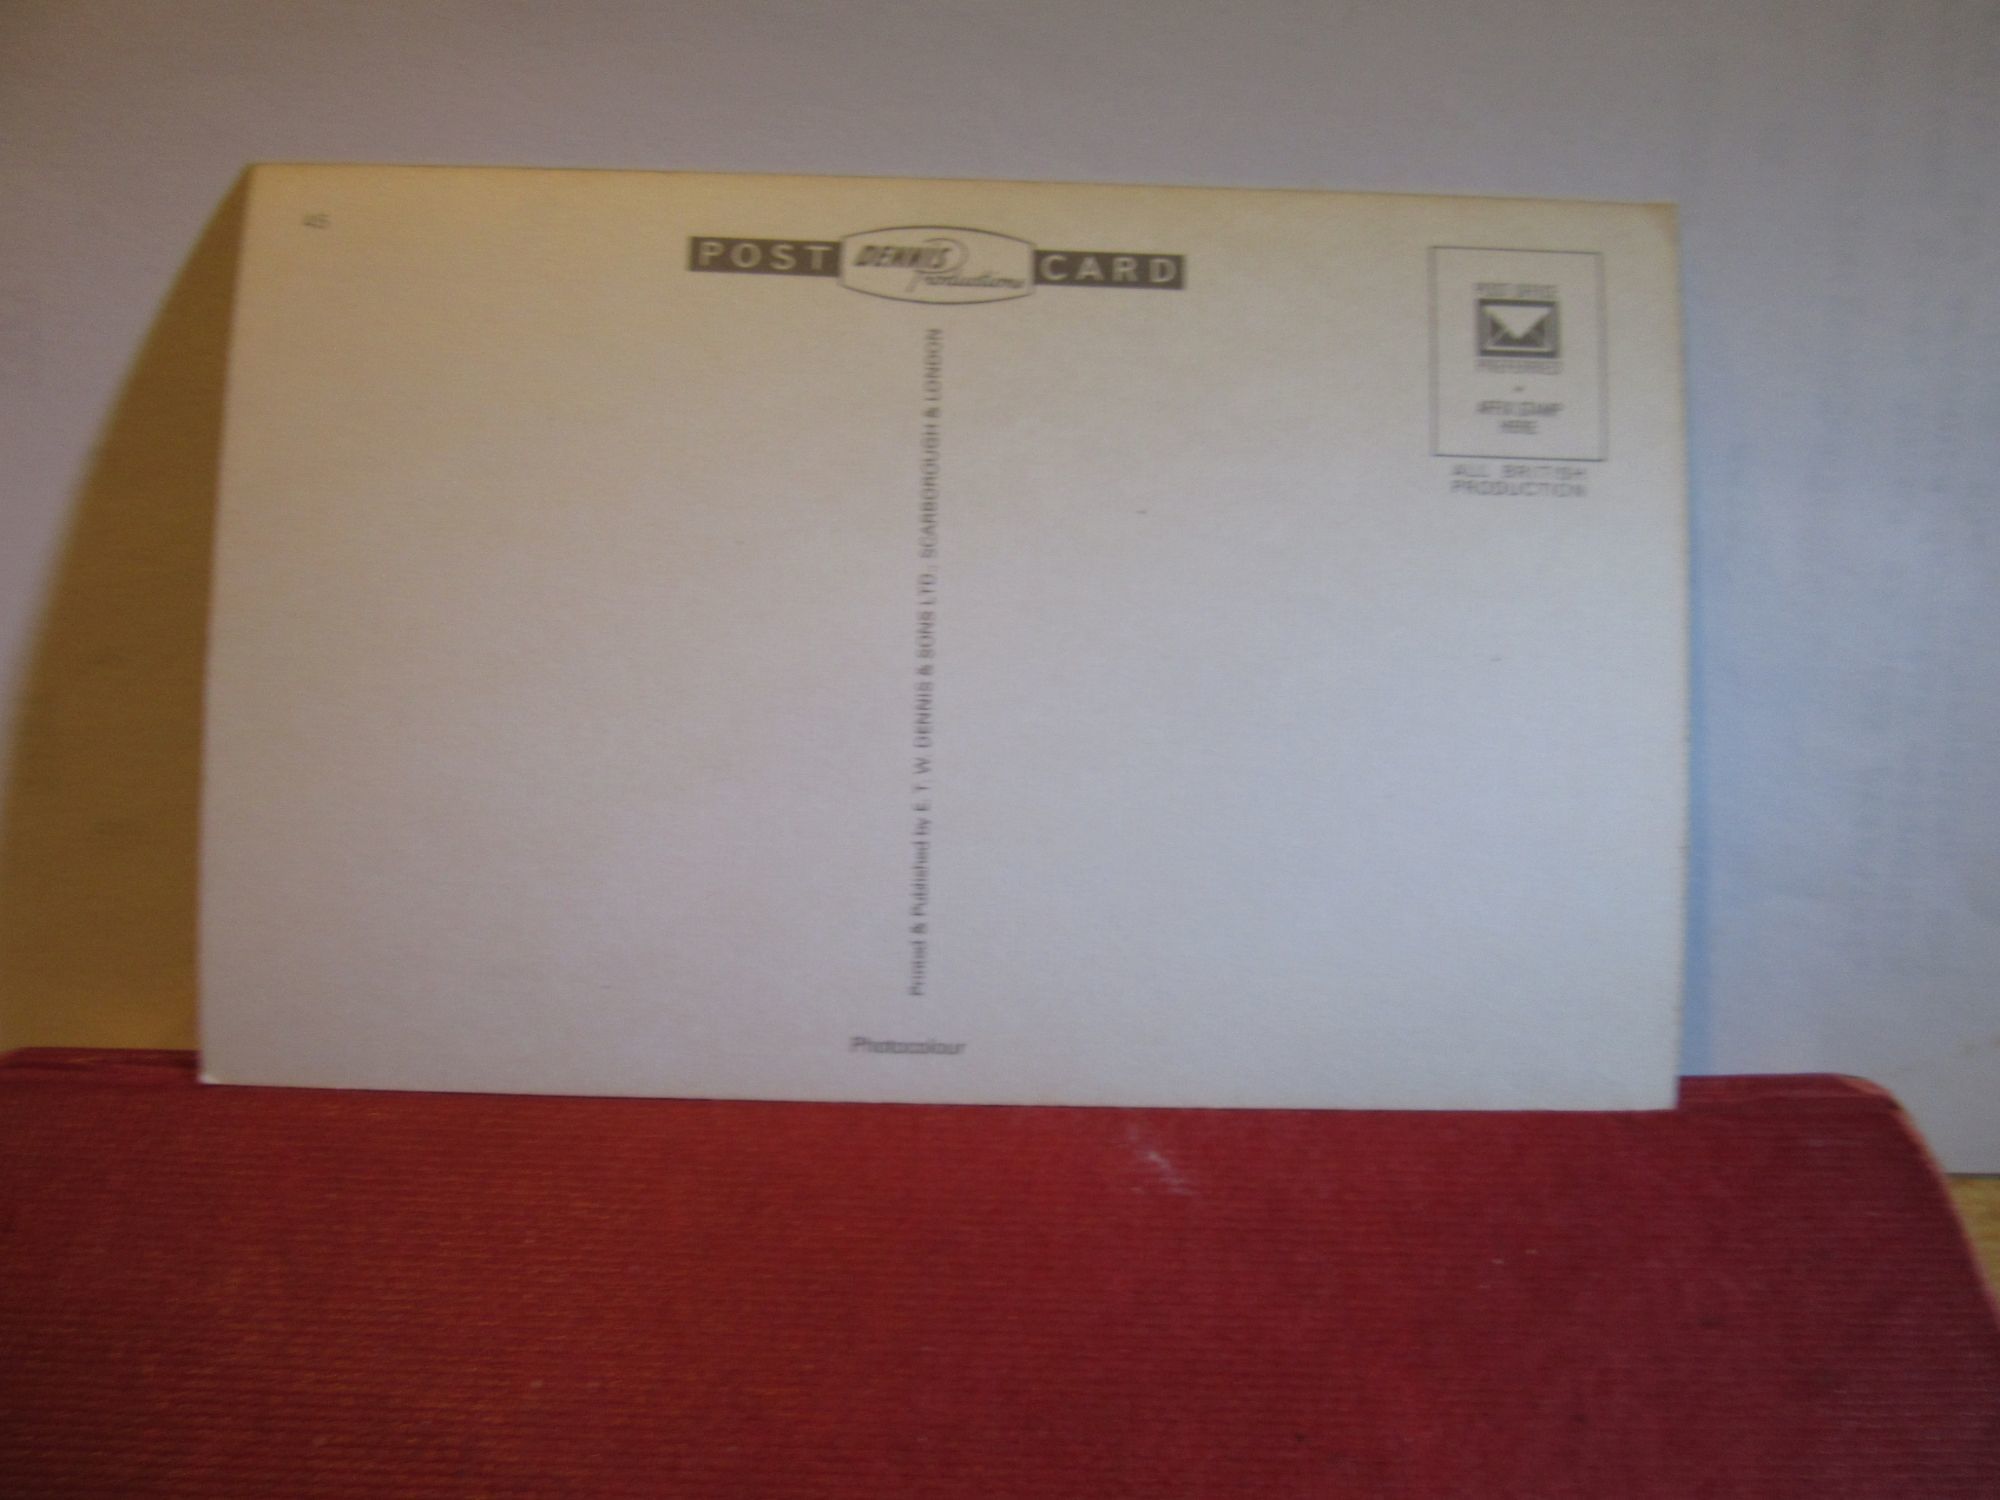 POST DENNIS Productions CARD
POST OFFICE
PREFERRED
AFFIX STAMP
HERE
ALL BRITISH
PRODUCTION
Printed & Published by E. T. W. DENNIS & SONS LTD., SCARBOROUGH & LONDON
Photocolour